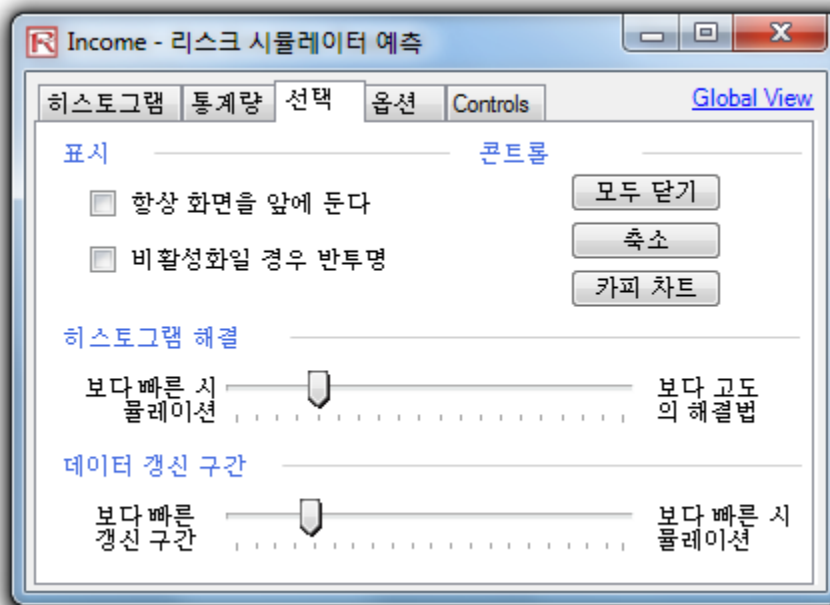 Income - 리스크 시뮬레이터 예측
히스토그램 통계량 선택 옵션 Controls Global View
표시 콘트롤
항상 화면을 앞에 둔다
비활성화일 경우 반투명
모두 닫기
축소
카피 차트
히스토그램 해결
보다 빠른 시
뮬레이션
보다 고도
의 해결법
데이터 갱신 구간
보다 빠른
갱신 구간
보다 빠른 시
뮬레이션